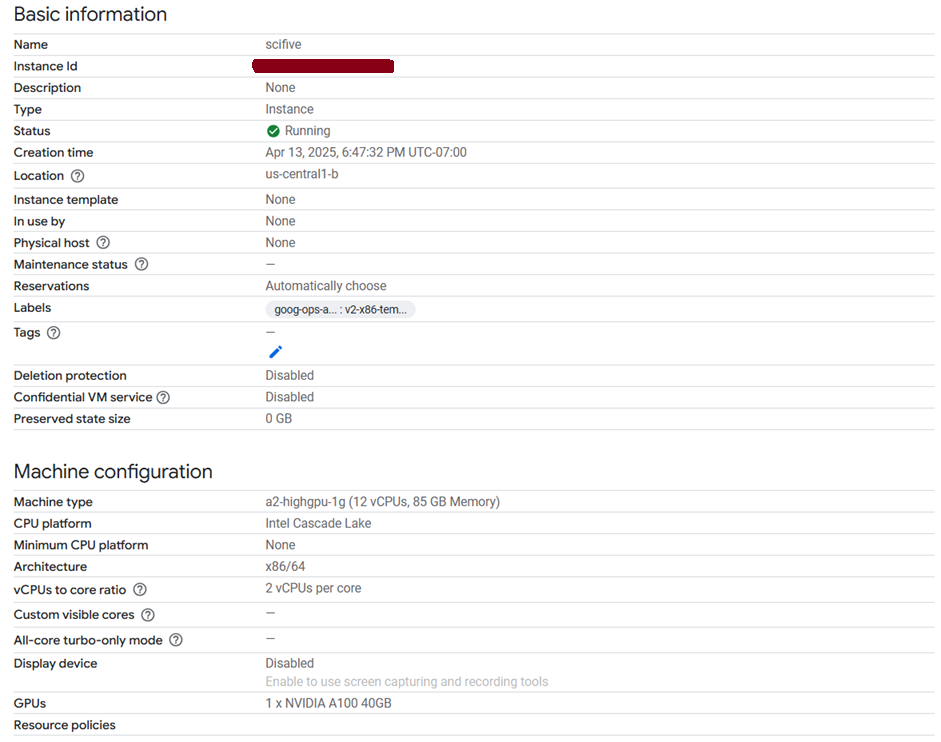 Basic information
Name scifive
Instance Id
Description None
Type Instance
Status Running
Creation time Apr 13, 2025, 6:47:32 PM UTC-07:00
Location ? us-central1-b
Instance template None
In use by None
Physical host ? None
Maintenance status ? —
Reservations Automatically choose
Labels goog-ops-a... : v2-x86-tem...
Tags ? —
Deletion protection Disabled
Confidential VM service ? Disabled
Preserved state size 0 GB
Machine configuration
Machine type a2-highgpu-1g (12 vCPUs, 85 GB Memory)
CPU platform Intel Cascade Lake
Minimum CPU platform None
Architecture x86/64
vCPUs to core ratio ? 2 vCPUs per core
Custom visible cores ? —
All-core turbo-only mode ? —
Display device Disabled
Enable to use screen capturing and recording tools
GPUs 1 x NVIDIA A100 40GB
Resource policies